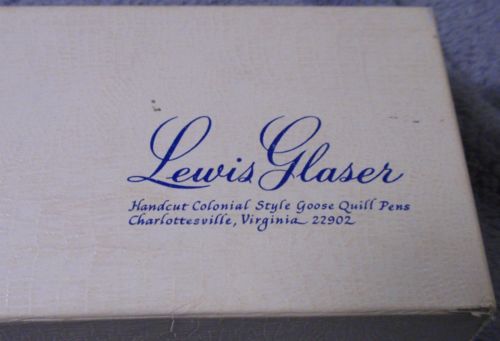 Lewis Glaser
Handcut Colonial Style Goose Quill Pens
Charlottesville, Virginia 22902